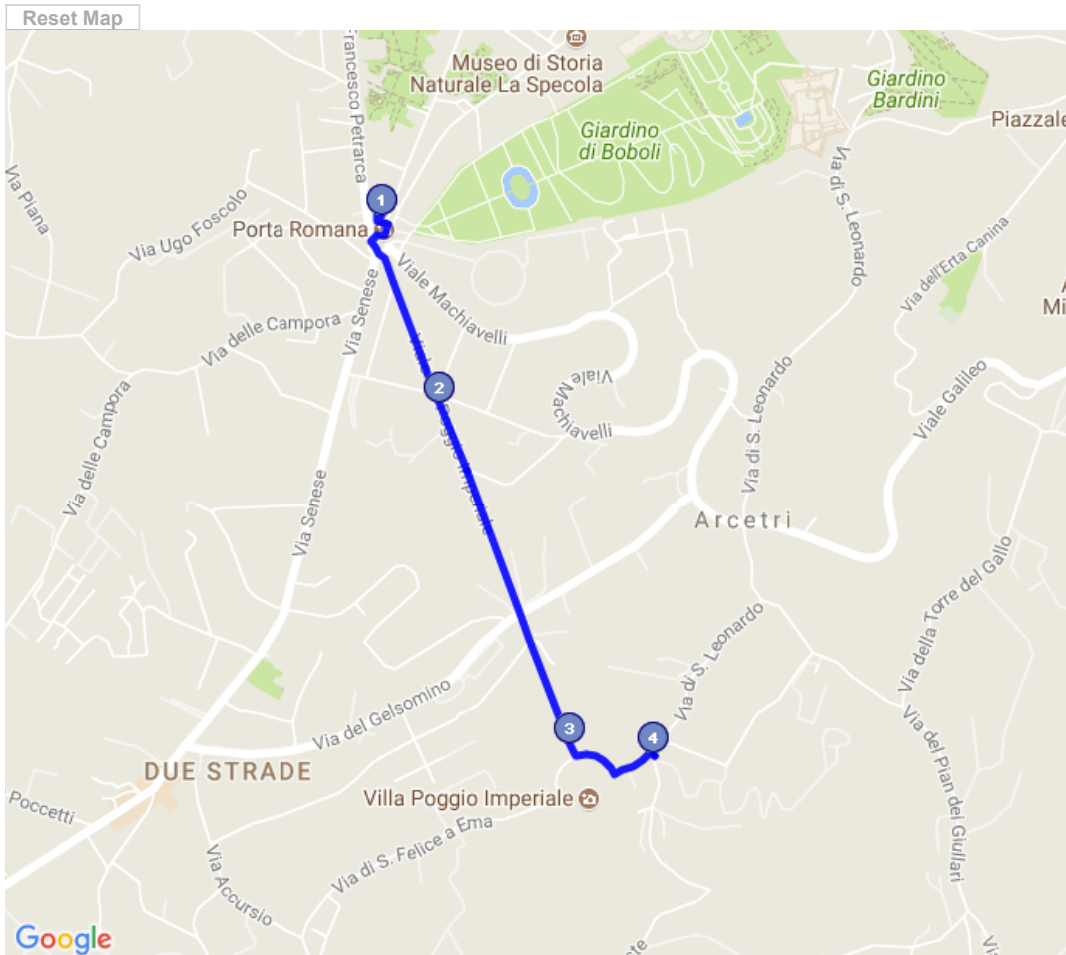 Reset Map
Francesco Petrarca
Museo di Storia
Naturale La Specola
Giardino
Bardini
Piazzale
Giardino
di Boboli
Via Piana
Via di S. Leonardo
1
Via Ugo Foscolo
Porta Romana
Via dell'Erta Canina
Viale Machiavelli
Via Senese
Via delle Campora
A
Mi
2
Viale Machiavelli
Via di S. Leonardo
Viale Galileo
Via delle Campora
Poggio Imperiale
Via Senese
Arcetri
Via della Torre del Gallo
Via di S. Leonardo
Via del Gelsomino
3
4
Via del Pian dei Giullari
DUE STRADE
Villa Poggio Imperiale
Poccetti
Via di S. Felice a Ema
Via Accursio
Google
ste